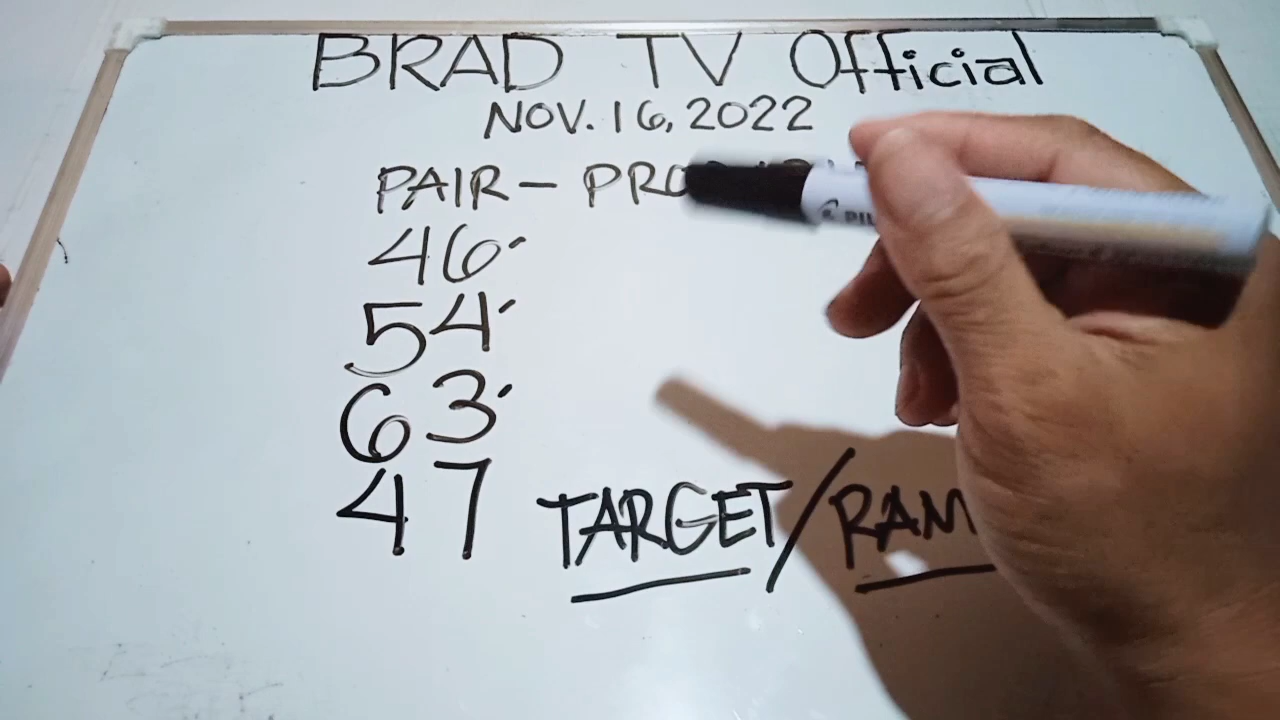 BRAD TV Official
NOV. 16, 2022
PAIR -
46
54
63
47 TARGET/